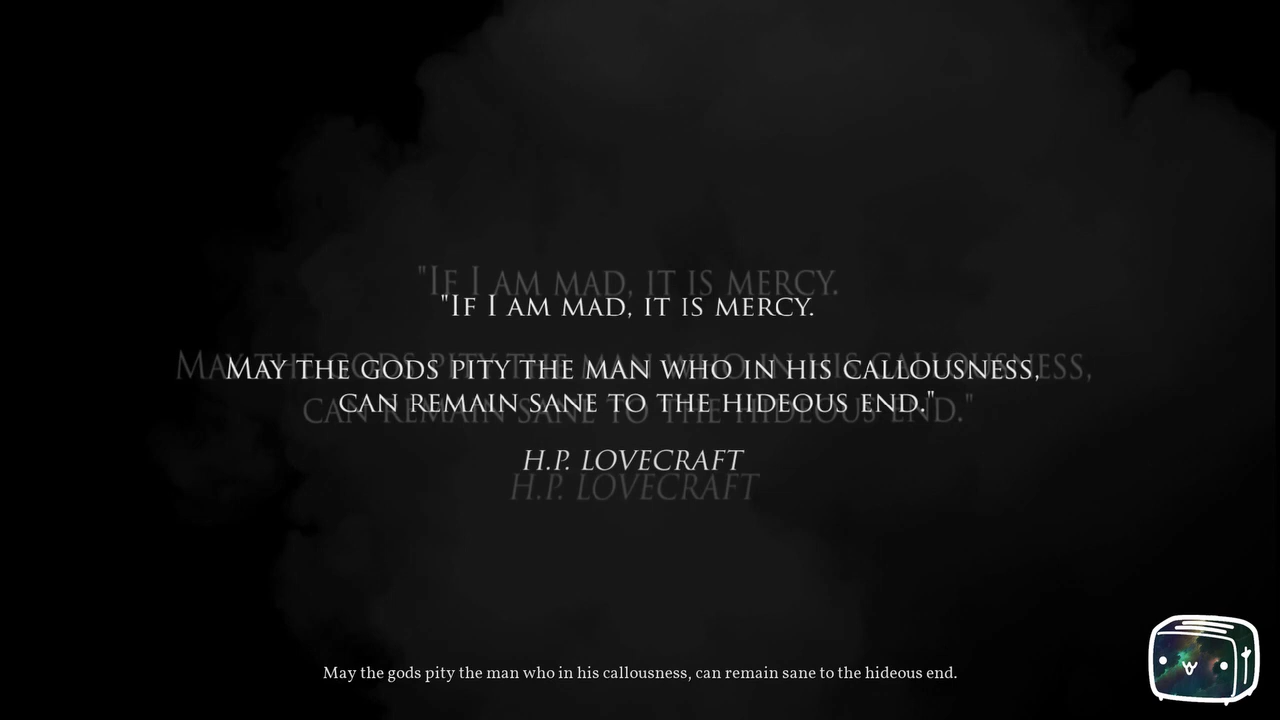 "If I am mad, it is mercy.
May the gods pity the man who in his callousness,
can remain sane to the hideous end."
H.P. LOVECRAFT
May the gods pity the man who in his callousness, can remain sane to the hideous end.